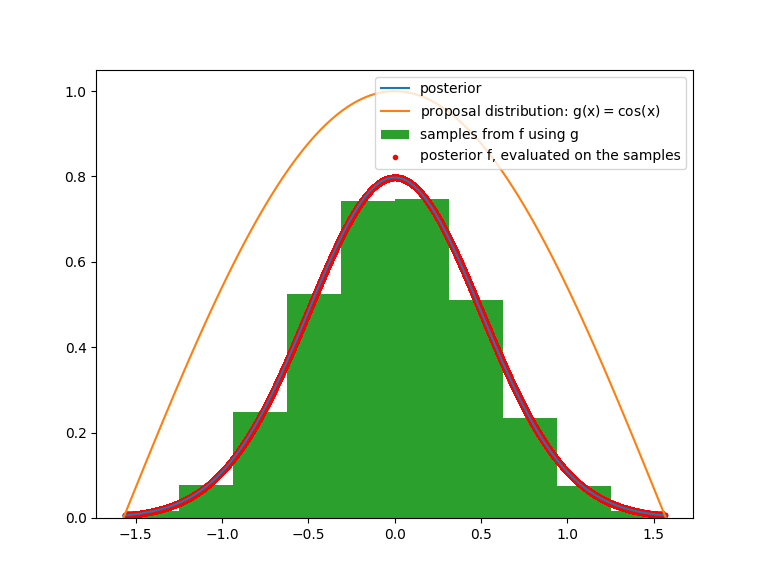 1.0
0.8
0.6
0.4
0.2
0.0
posterior
proposal distribution: g(x) = cos(x)
samples from f using g
posterior f, evaluated on the samples
−1.5 −1.0 −0.5 0.0 0.5 1.0 1.5